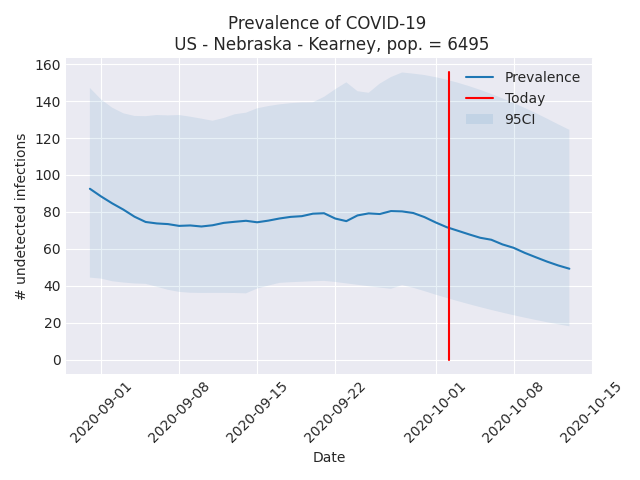 Prevalence of COVID-19
US - Nebraska - Kearney, pop. = 6495
# undetected infections
160
140
120
100
80
60
40
20
0
Prevalence
Today
95CI
2020-09-01
2020-09-08
2020-09-15
2020-09-22
2020-10-01
2020-10-08
2020-10-15
Date